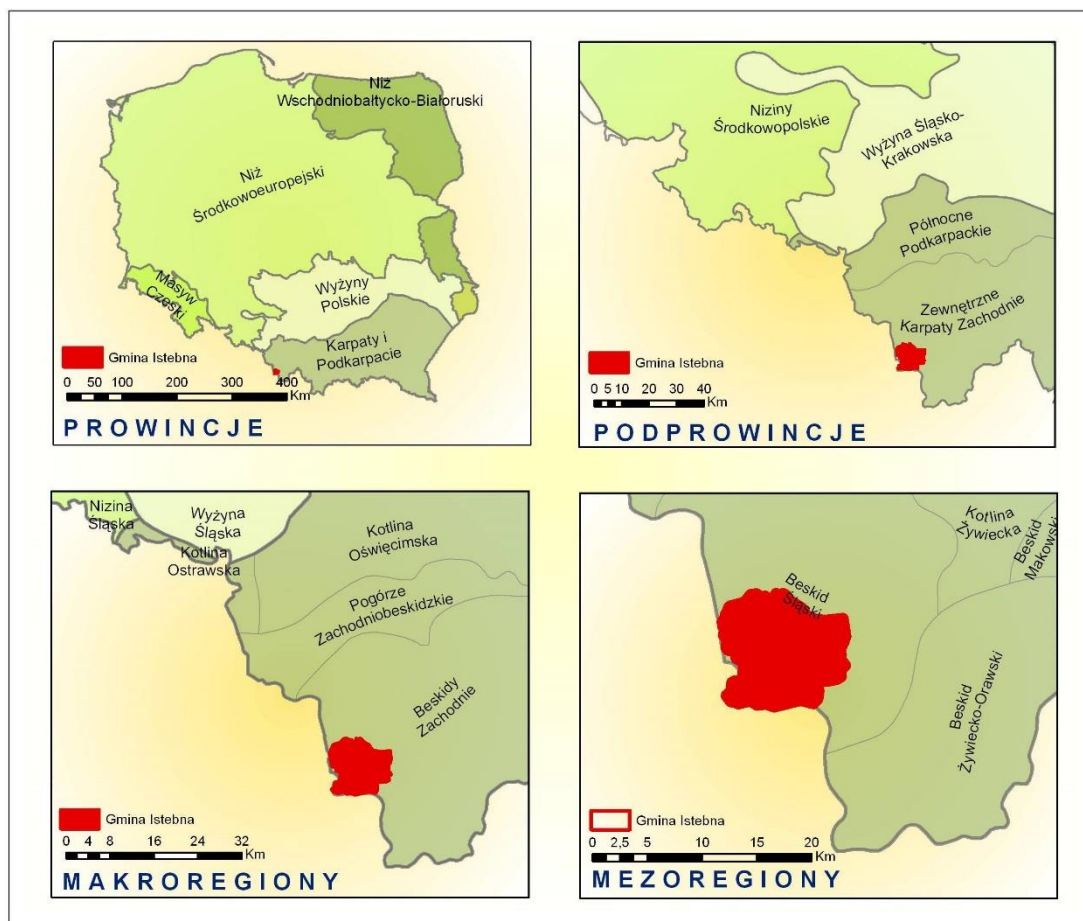 Niż
Wschodniobałtycko-Białoruski
Niż
Środkowoeuropejski
Masyw
Czeski
Wyżyny
Polskie
Karpaty i
Podkarpacie
Gmina Istebna
0 50 100 200 300 400
Km
PROWINCJE
Niziny
Środkowopolskie
Wyżyna Śląsko-
Krakowska
Północne
Podkarpackie
Zewnętrzne
Karpaty Zachodnie
Gmina Istebna
0 5 10 20 30 40
Km
PODPROWINCJE
Nizina
Śląska
Wyżyna
Śląska
Kotlina
Ostrawska
Kotlina
Oświęcimska
Pogórze
Zachodniobeskidzkie
Beskidy
Zachodnie
Gmina Istebna
0 4 8 16 24 32
Km
MAKROREGIONY
Kotlina
Żywiecka
Beskid
Makowski
Beskid
Śląski
Beskid
Żywiecko-Orawski
Gmina Istebna
0 2,5 5 10 15 20
Km
MEZOREGIONY